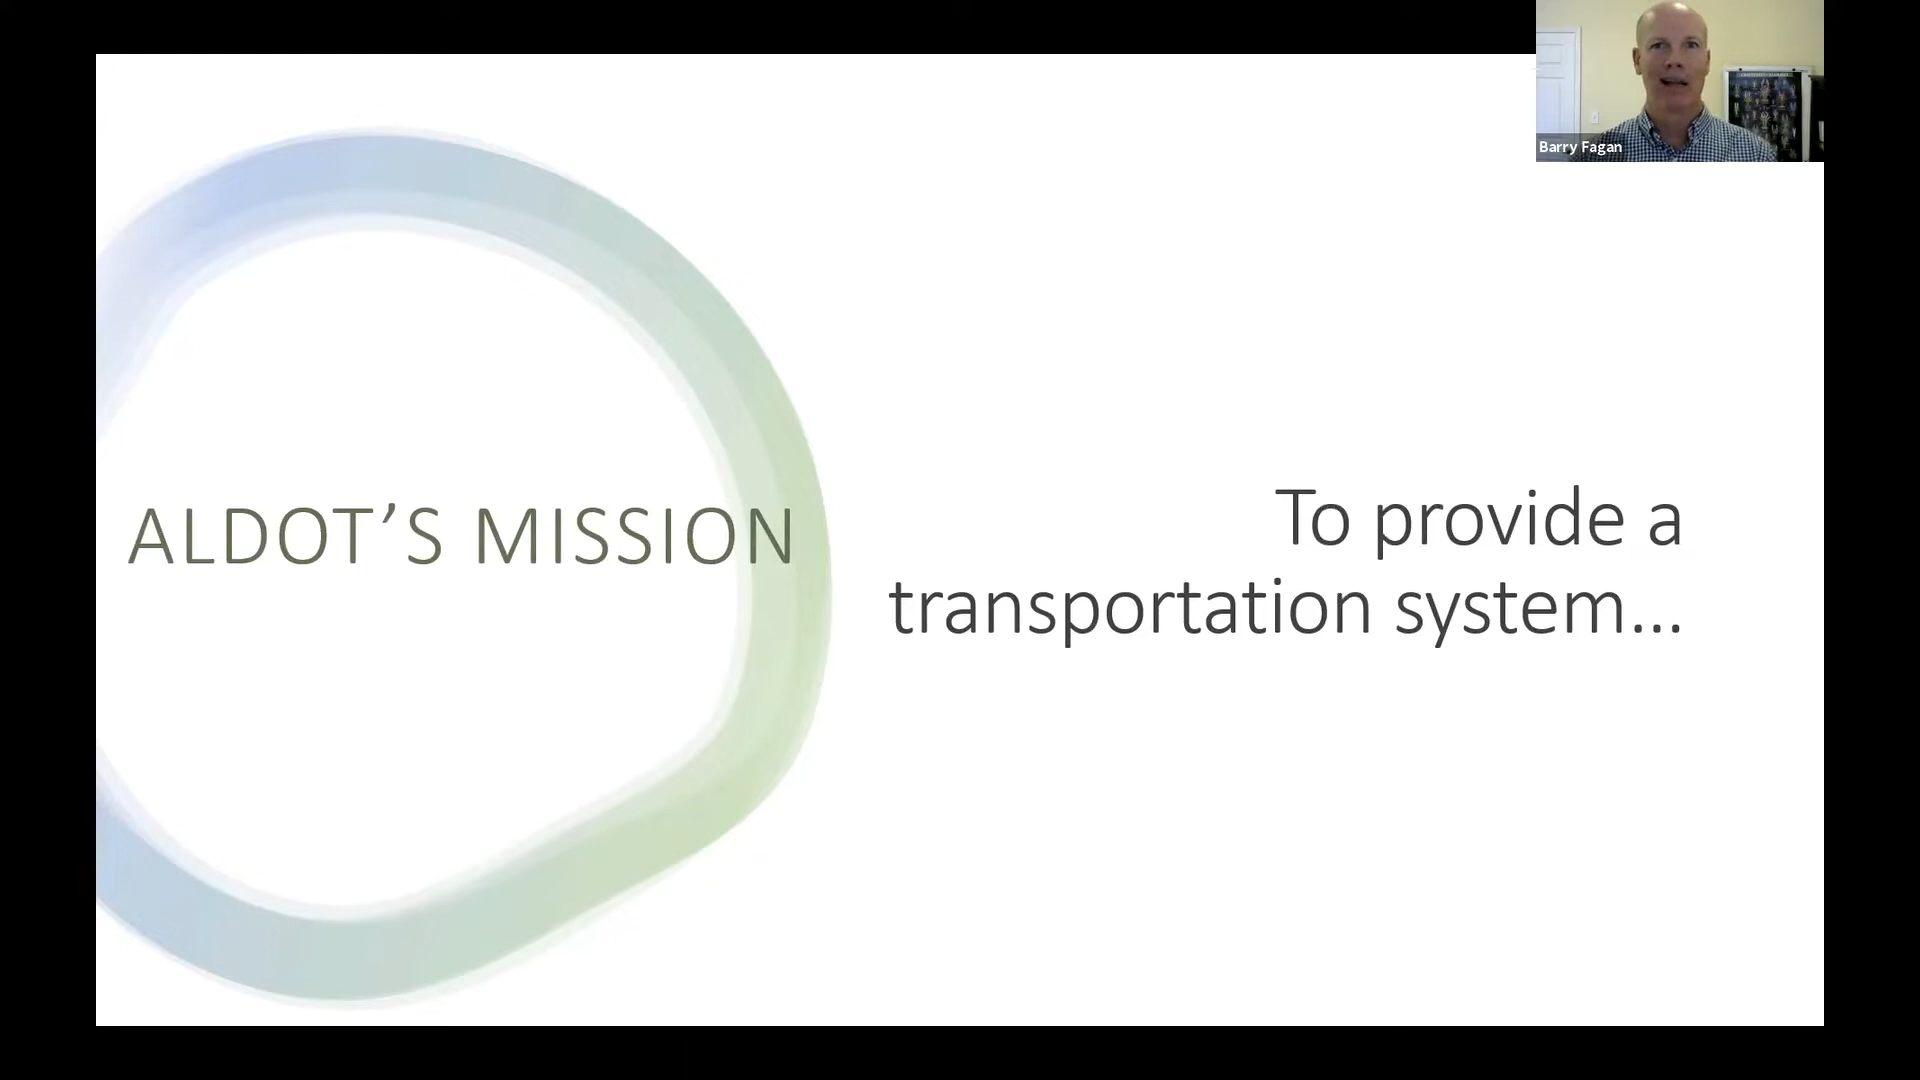 Barry Fagan
ALDOT’S MISSION
To provide a
transportation system...